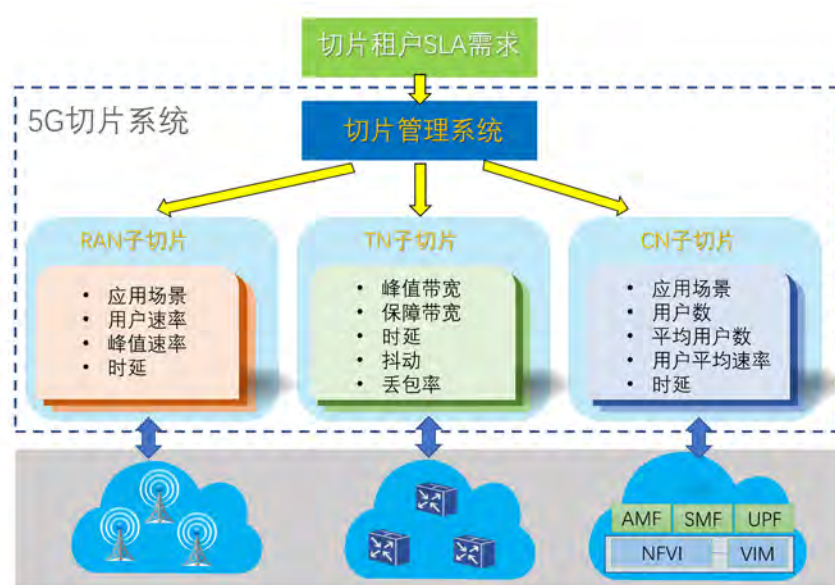 切片租户SLA需求
5G切片系统
切片管理系统
RAN子切片
• 应用场景
• 用户速率
• 峰值速率
• 时延
TN子切片
• 峰值带宽
• 保障带宽
• 时延
• 抖动
• 丢包率
CN子切片
• 应用场景
• 用户数
• 平均用户数
• 用户平均速率
• 时延
AMF SMF UPF
NFVI VIM